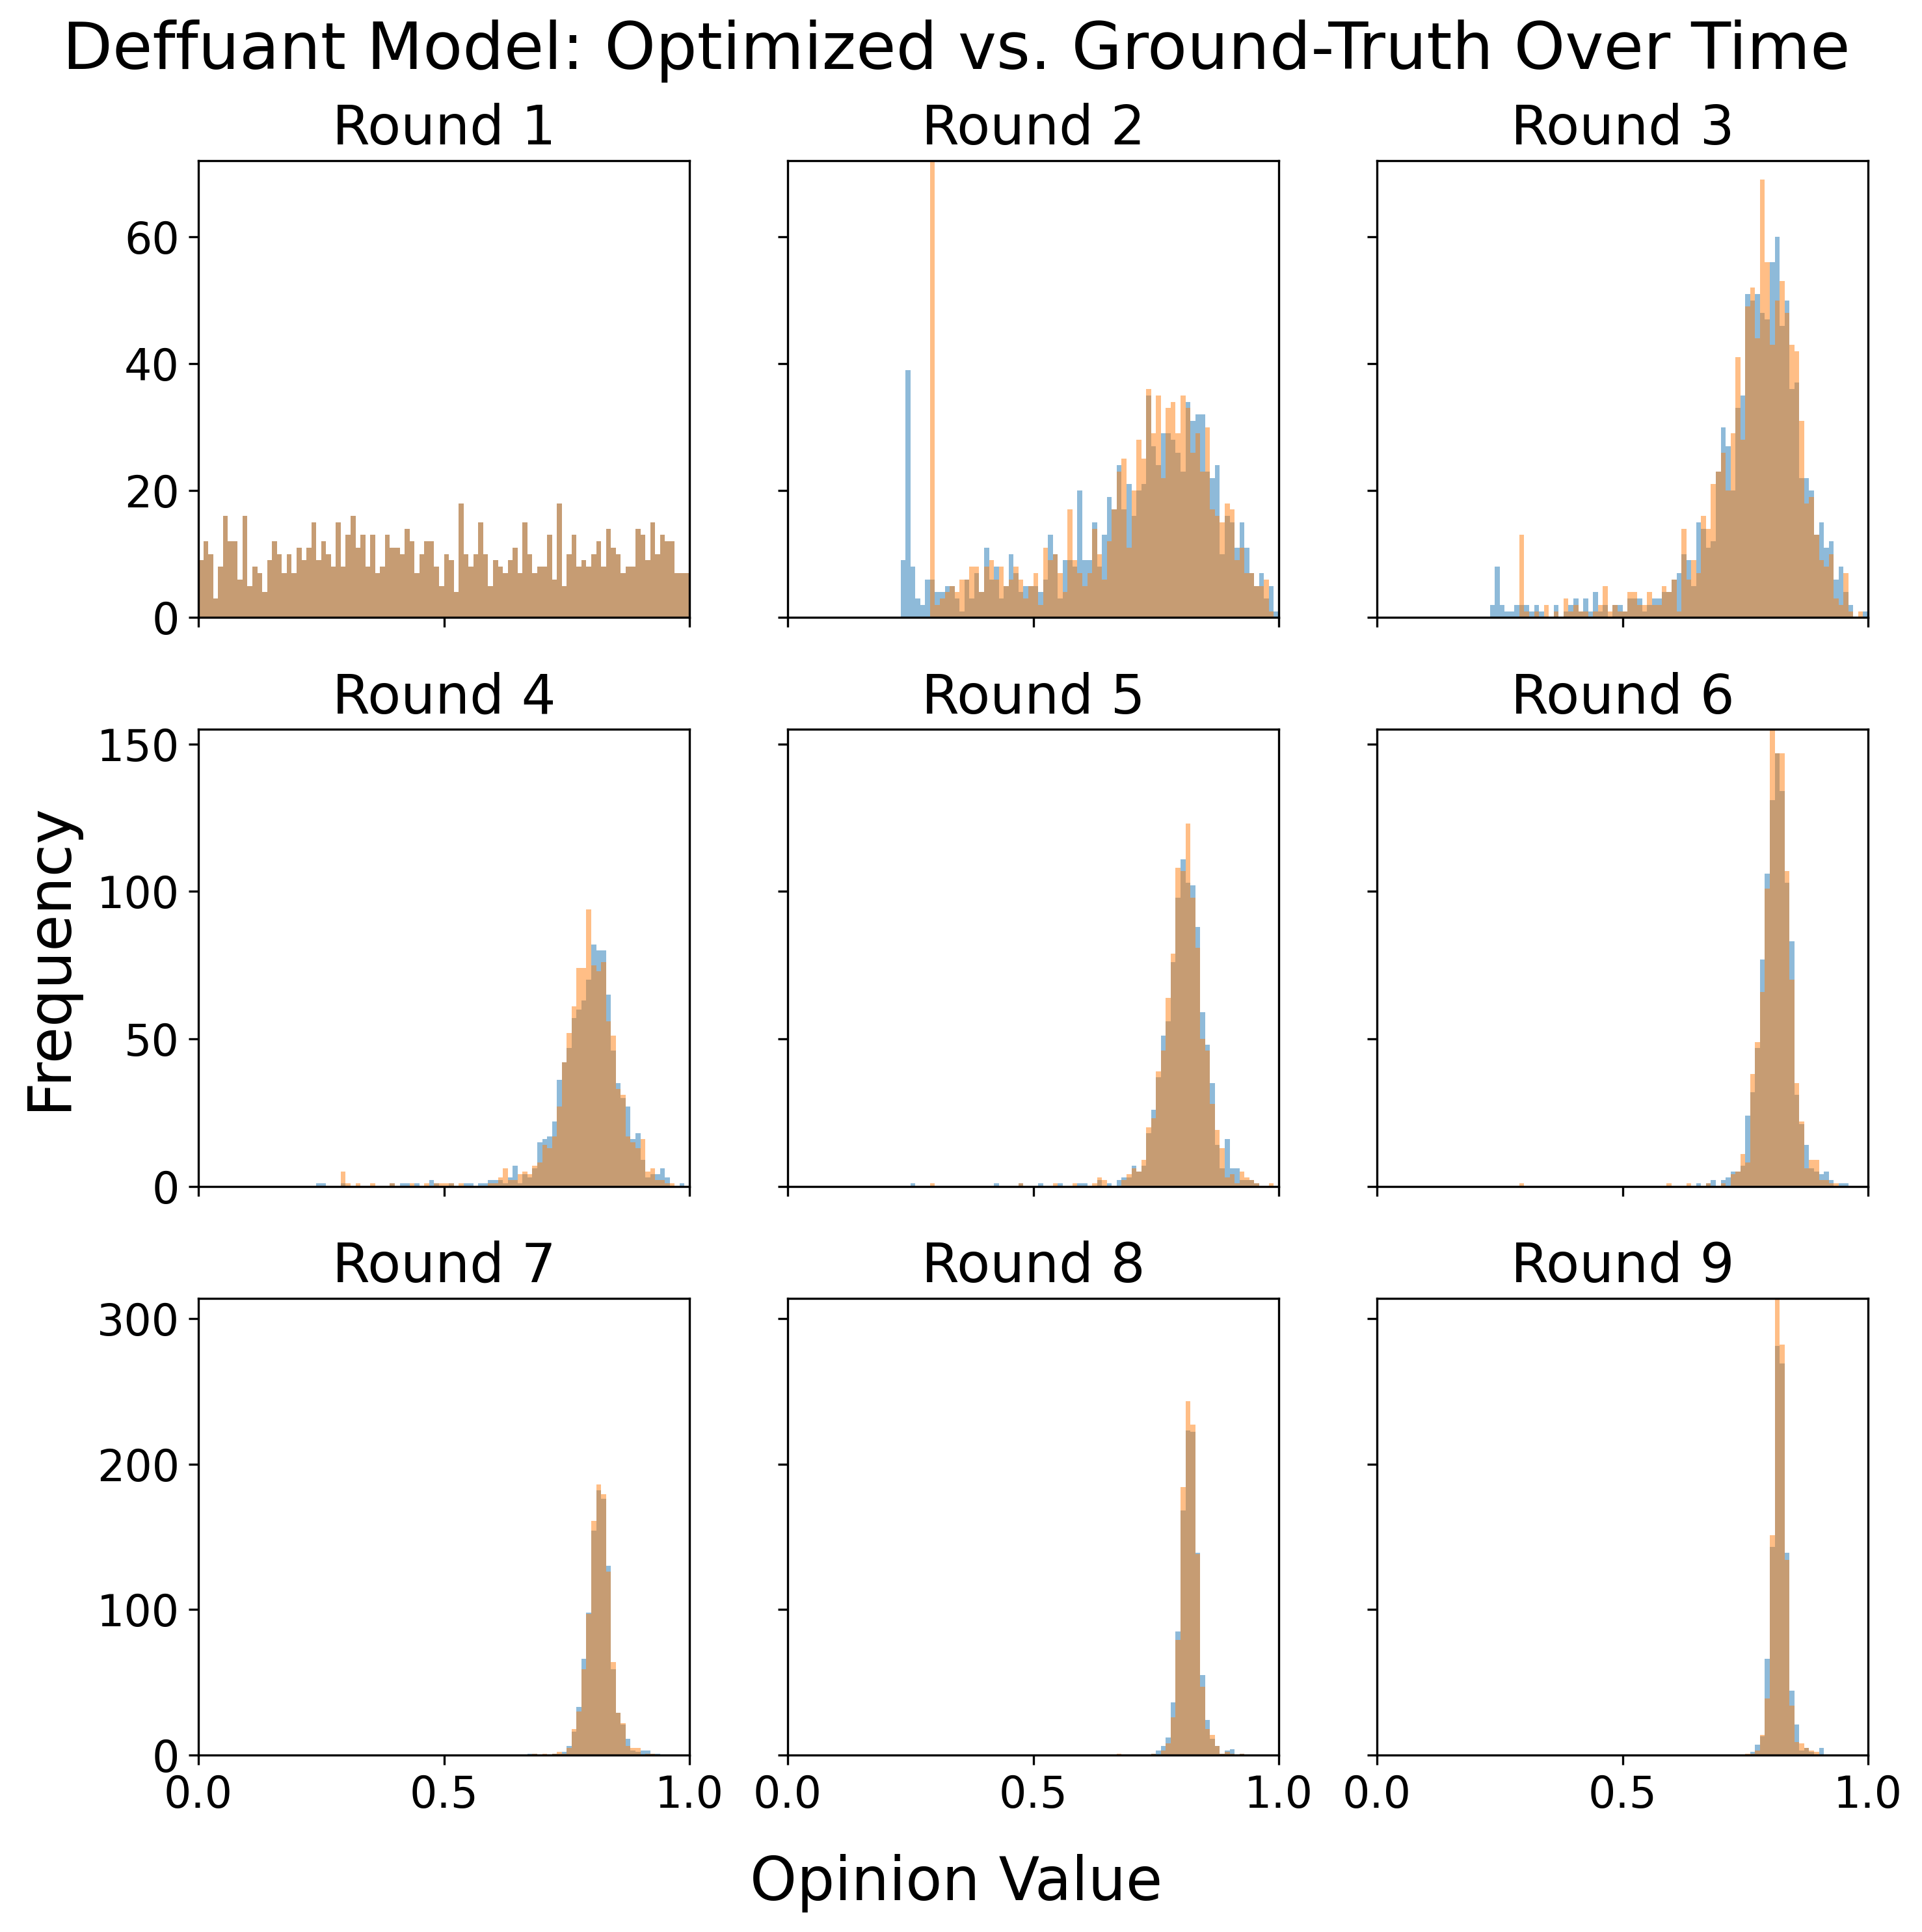 Deffuant Model: Optimized vs. Ground-Truth Over Time
Round 1
Round 2
Round 3
60
40
20
0
Round 4
Round 5
Round 6
150
100
50
0
Frequency
Round 7
Round 8
Round 9
300
200
100
0
0.0 0.5 1.0 0.0 0.5 1.0 0.0 0.5 1.0
Opinion Value